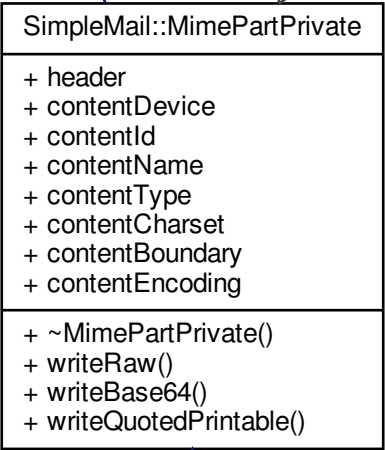 SimpleMail::MimePartPrivate
+ header
+ contentDevice
+ contentId
+ contentName
+ contentType
+ contentCharset
+ contentBoundary
+ contentEncoding
+ ~MimePartPrivate()
+ writeRaw()
+ writeBase64()
+ writeQuotedPrintable()